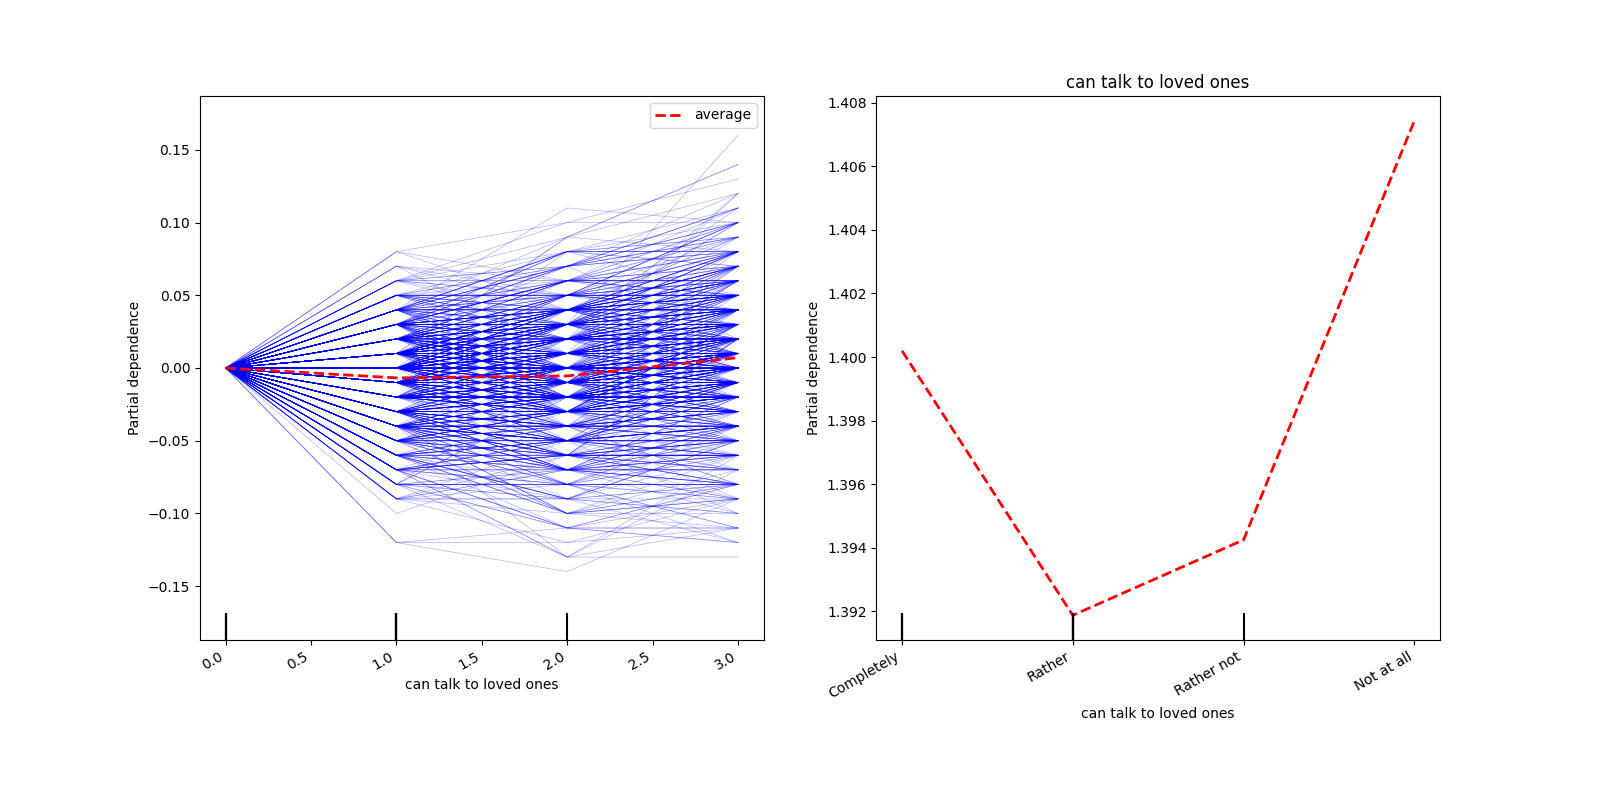 average
0.15
0.10
0.05
0.00
−0.05
−0.10
−0.15
Partial dependence
0.0
0.5
1.0
1.5
2.0
2.5
3.0
can talk to loved ones
can talk to loved ones
1.408
1.406
1.404
1.402
1.400
1.398
1.396
1.394
1.392
Partial dependence
Completely
Rather
Rather not
Not at all
can talk to loved ones